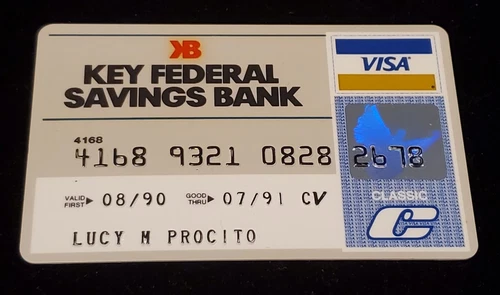 KB
KEY FEDERAL
SAVINGS BANK
VISA
4168
4168 9321 0828 2678
CLASSIC
VALID FIRST ▶ 08/90 GOOD THRU ▶ 07/91 CV
LUCY M PROCITO